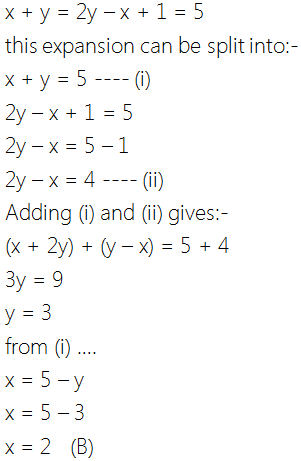 x + y = 2y – x + 1 = 5
this expansion can be split into:-
x + y = 5 ---- (i)
2y – x + 1 = 5
2y – x = 5 – 1
2y – x = 4 ---- (ii)
Adding (i) and (ii) gives:-
(x + 2y) + (y – x) = 5 + 4
3y = 9
y = 3
from (i) ....
x = 5 – y
x = 5 – 3
x = 2 (B)